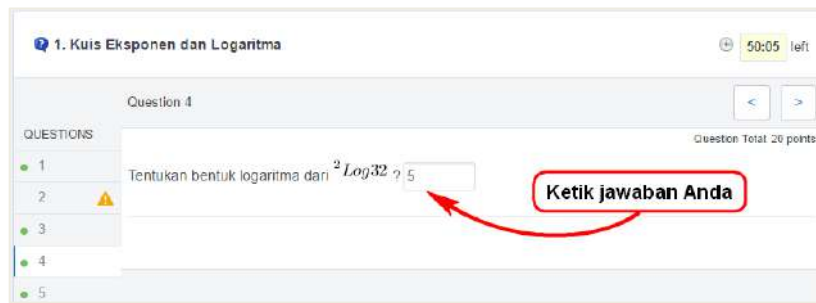 1. Kuis Eksponen dan Logaritma
50:05 left
Question 4
< >
QUESTIONS
Question Total: 20 points
1
Tentukan bentuk logaritma dari ²Log32 ? 5
Ketik jawaban Anda
2
3
4
5